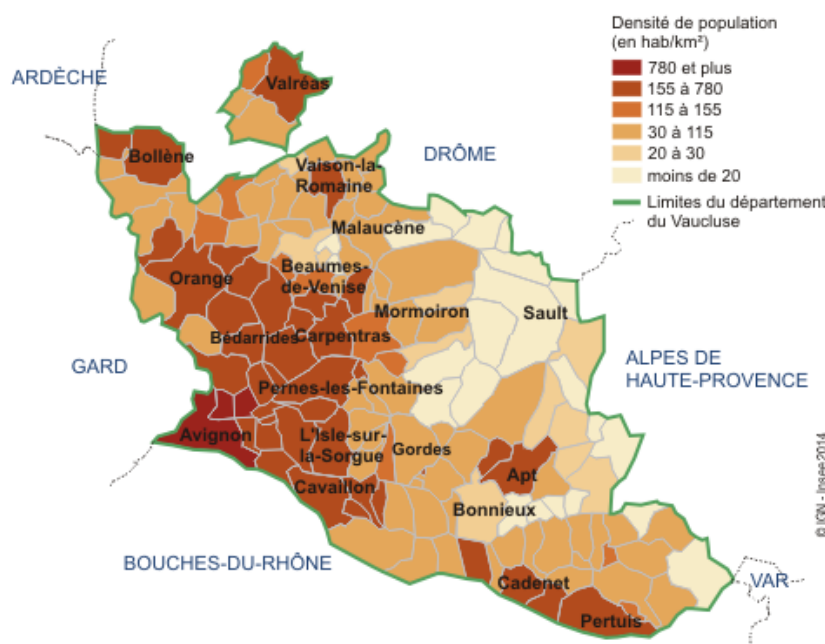 Densité de population
(en hab/km²)
780 et plus
155 à 780
115 à 155
30 à 115
20 à 30
moins de 20
Limites du département
du Vaucluse
ARDÈCHE
Valréas
Bollène
DRÔME
Vaison-la-
Romaine
Malaucène
Orange
Beaumes-
de-Venise
Mormoiron
Sault
Bédarrides
Carpentras
GARD
ALPES DE
HAUTE-PROVENCE
Pernes-les-Fontaines
Avignon
L'Isle-sur-
la-Sorgue
Gordes
Apt
Cavaillon
Bonnieux
BOUCHES-DU-RHÔNE
Cadenet
VAR
Pertuis
© IGN - Insee 2014